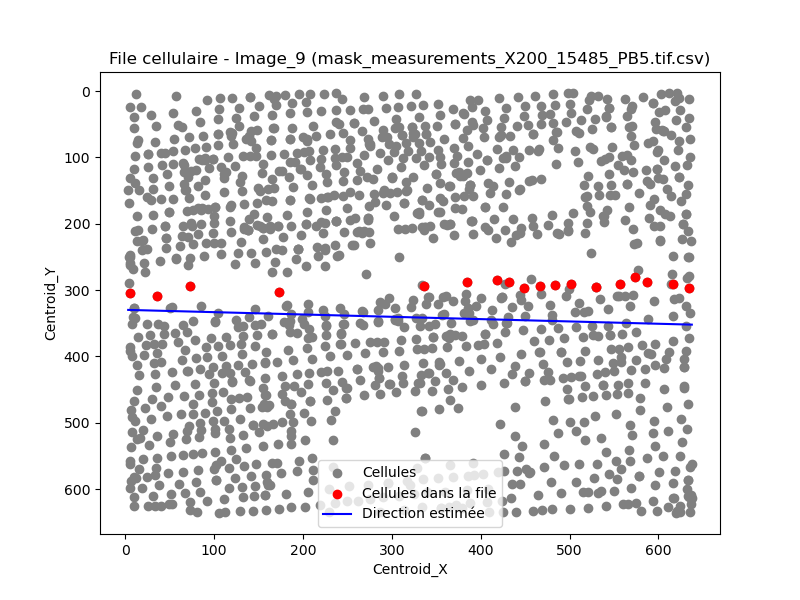 File cellulaire - Image_9 (mask_measurements_X200_15485_PB5.tif.csv)
0
100
200
300
400
500
600
Centroid_Y
Cellules
Cellules dans la file
Direction estimée
0 100 200 300 400 500 600
Centroid_X